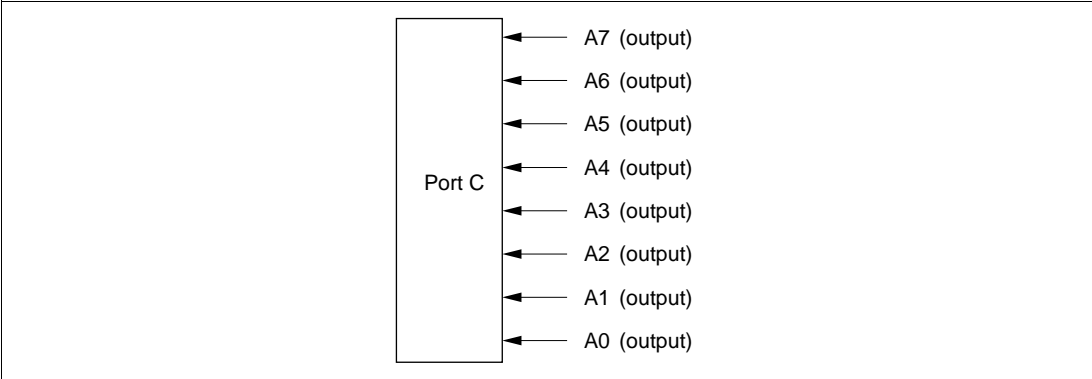 A7 (output)
A6 (output)
A5 (output)
Port C
A4 (output)
A3 (output)
A2 (output)
A1 (output)
A0 (output)